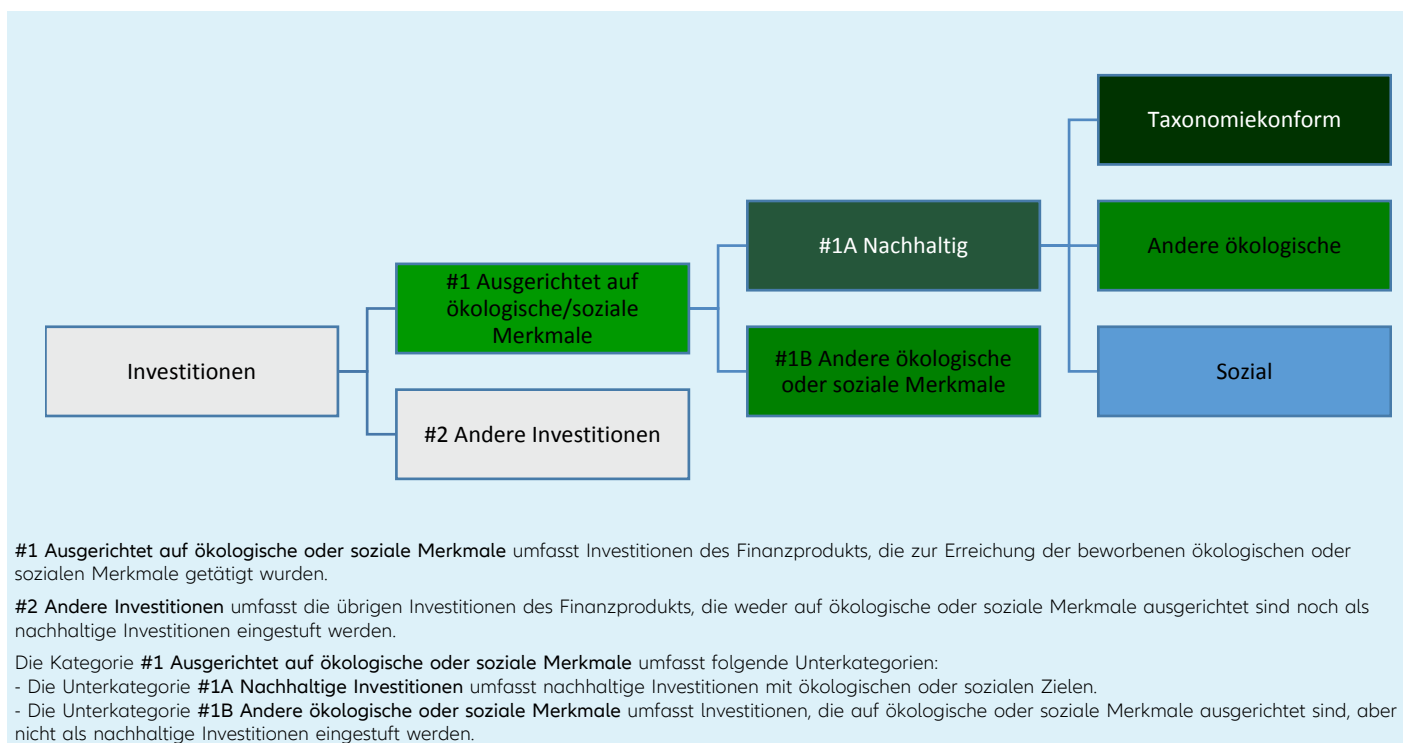 Taxonomiekonform
#1A Nachhaltig
Andere ökologische
#1 Ausgerichtet auf
ökologische/soziale
Merkmale
Investitionen
#1B Andere ökologische
oder soziale Merkmale
Sozial
#2 Andere Investitionen
#1 Ausgerichtet auf ökologische oder soziale Merkmale umfasst Investitionen des Finanzprodukts, die zur Erreichung der beworbenen ökologischen oder
sozialen Merkmale getätigt wurden.
#2 Andere Investitionen umfasst die übrigen Investitionen des Finanzprodukts, die weder auf ökologische oder soziale Merkmale ausgerichtet sind noch als
nachhaltige Investitionen eingestuft werden.
Die Kategorie #1 Ausgerichtet auf ökologische oder soziale Merkmale umfasst folgende Unterkategorien:
- Die Unterkategorie #1A Nachhaltige Investitionen umfasst nachhaltige Investitionen mit ökologischen oder sozialen Zielen.
- Die Unterkategorie #1B Andere ökologische oder soziale Merkmale umfasst Investitionen, die auf ökologische oder soziale Merkmale ausgerichtet sind, aber
nicht als nachhaltige Investitionen eingestuft werden.